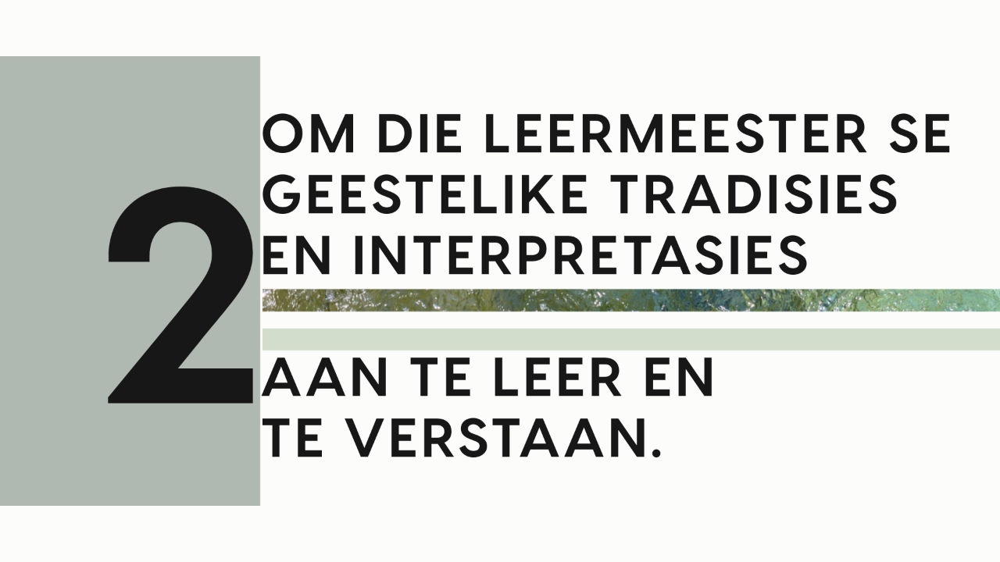 2
OM DIE LEERMEESTER SE
GEESTELIKE TRADISIES
EN INTERPRETASIES
AAN TE LEER EN
TE VERSTAAN.